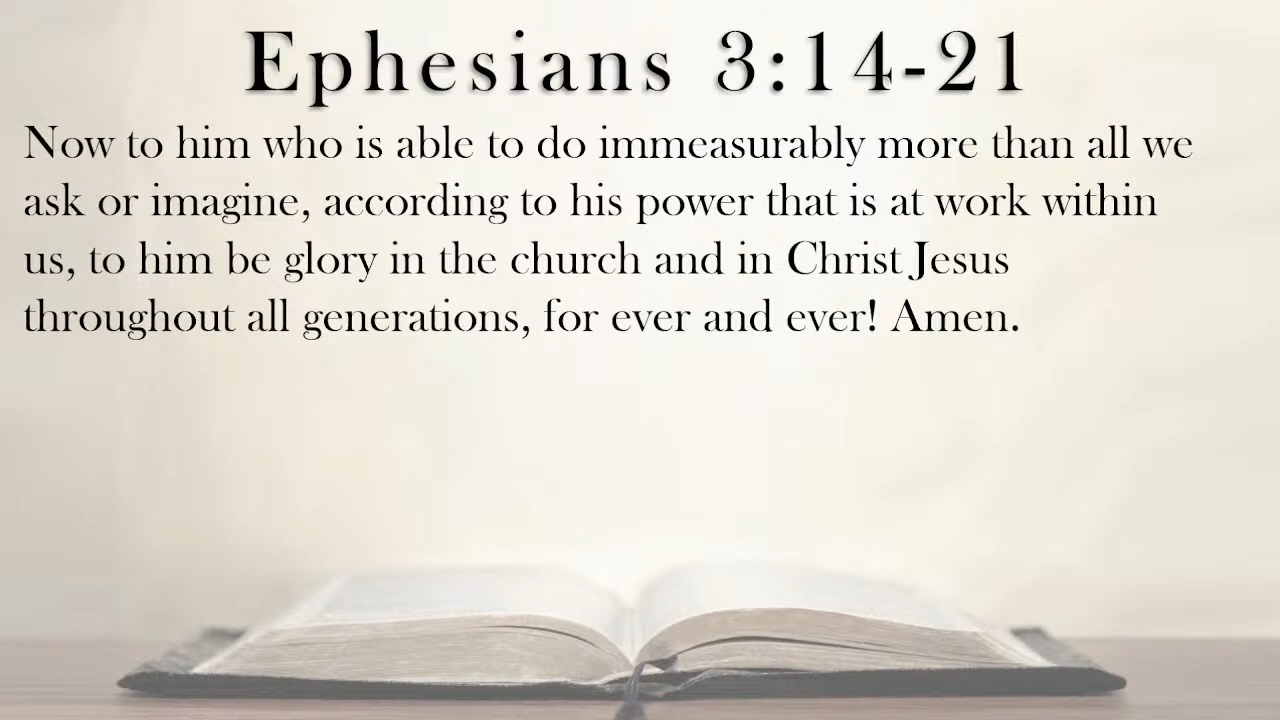 Ephesians 3:14-21
Now to him who is able to do immeasurably more than all we
ask or imagine, according to his power that is at work within
us, to him be glory in the church and in Christ Jesus
throughout all generations, for ever and ever! Amen.